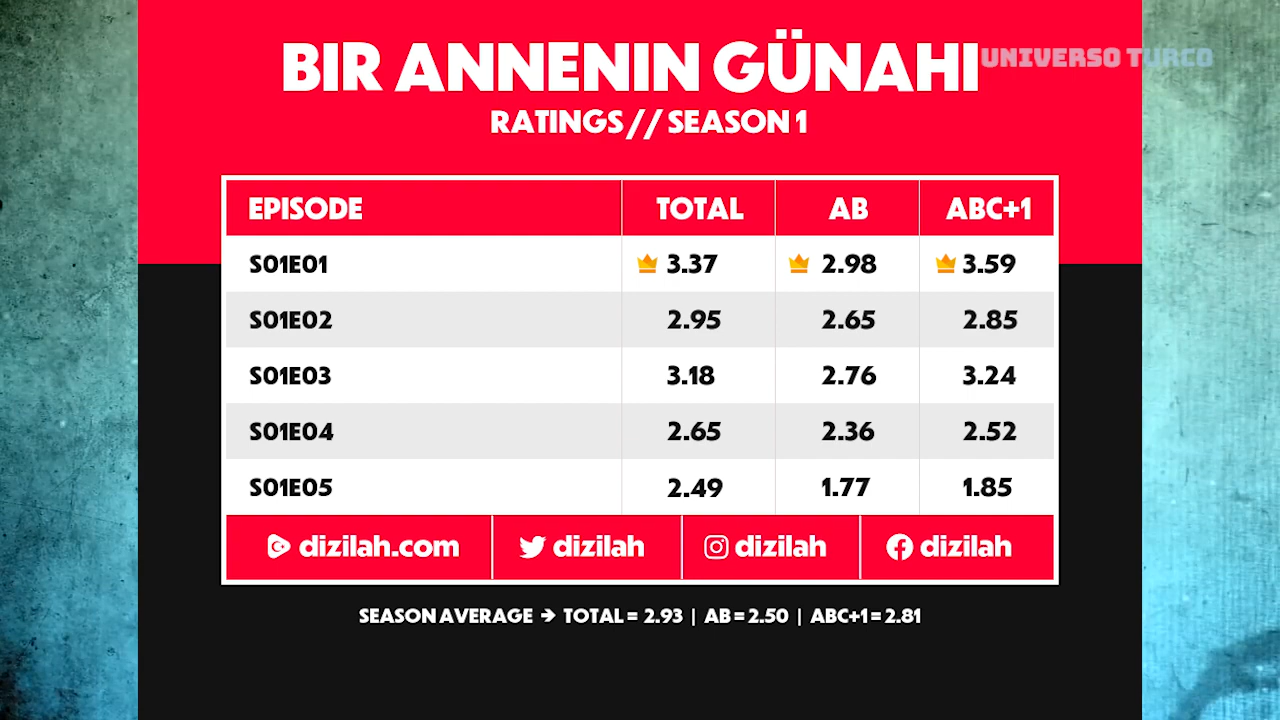 BIR ANNENIN GÜNAHI
UNIVERSO TURCO
RATINGS // SEASON 1
EPISODE TOTAL AB ABC+1
S01E01 3.37 2.98 3.59
S01E02 2.95 2.65 2.85
S01E03 3.18 2.76 3.24
S01E04 2.65 2.36 2.52
S01E05 2.49 1.77 1.85
dizilah.com dizilah dizilah dizilah
SEASON AVERAGE → TOTAL = 2.93 | AB = 2.50 | ABC+1 = 2.81